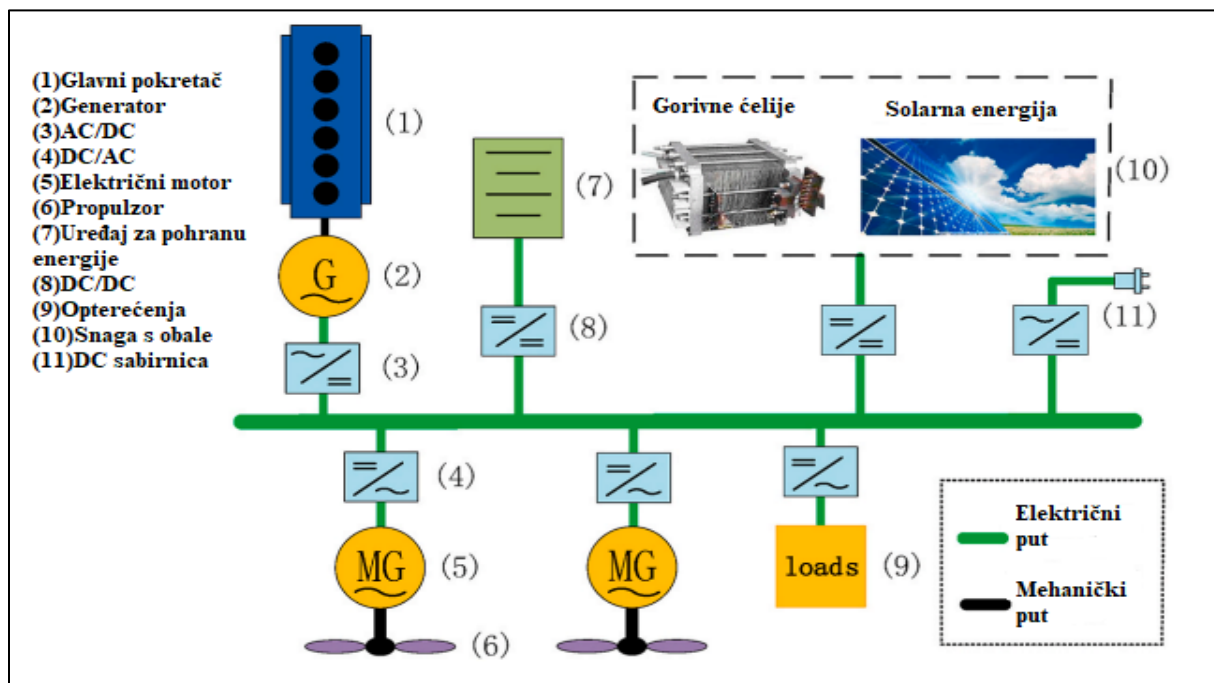 (1)Glavni pokretač
(2)Generator
(3)AC/DC
(4)DC/AC
(5)Električni motor
(6)Propulzor
(7)Uređaj za pohranu
energije
(8)DC/DC
(9)Opterećenja
(10)Snaga s obale
(11)DC sabirnica
(1)
G
(2)
(3)
(7)
(8)
Gorivne ćelije
Solarna energija
(10)
(11)
(4)
MG
(5)
(6)
MG
loads
(9)
Električni
put
Mehanički
put